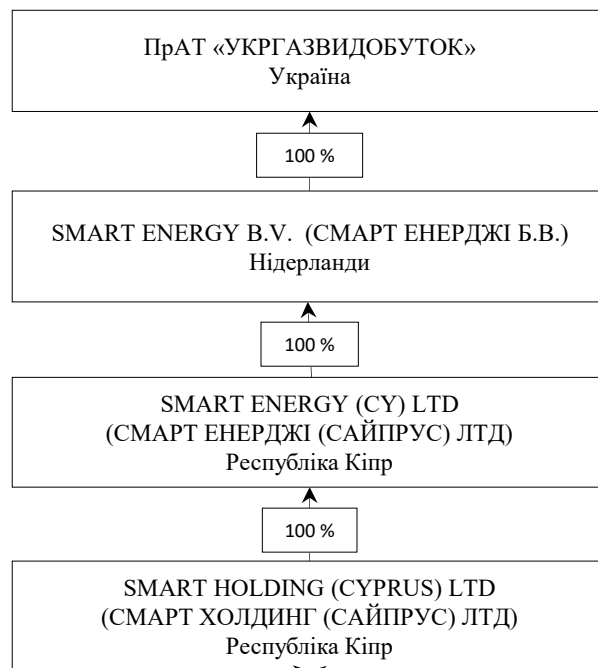 ПрАТ «УКРГАЗВИДОБУТОК»
Україна
100 %
SMART ENERGY B.V. (СМАРТ ЕНЕРДЖІ Б.В.)
Нідерланди
100 %
SMART ENERGY (CY) LTD
(СМАРТ ЕНЕРДЖІ (САЙПРУС) ЛТД)
Республіка Кіпр
100 %
SMART HOLDING (CYPRUS) LTD
(СМАРТ ХОЛДИНГ (САЙПРУС) ЛТД)
Республіка Кіпр